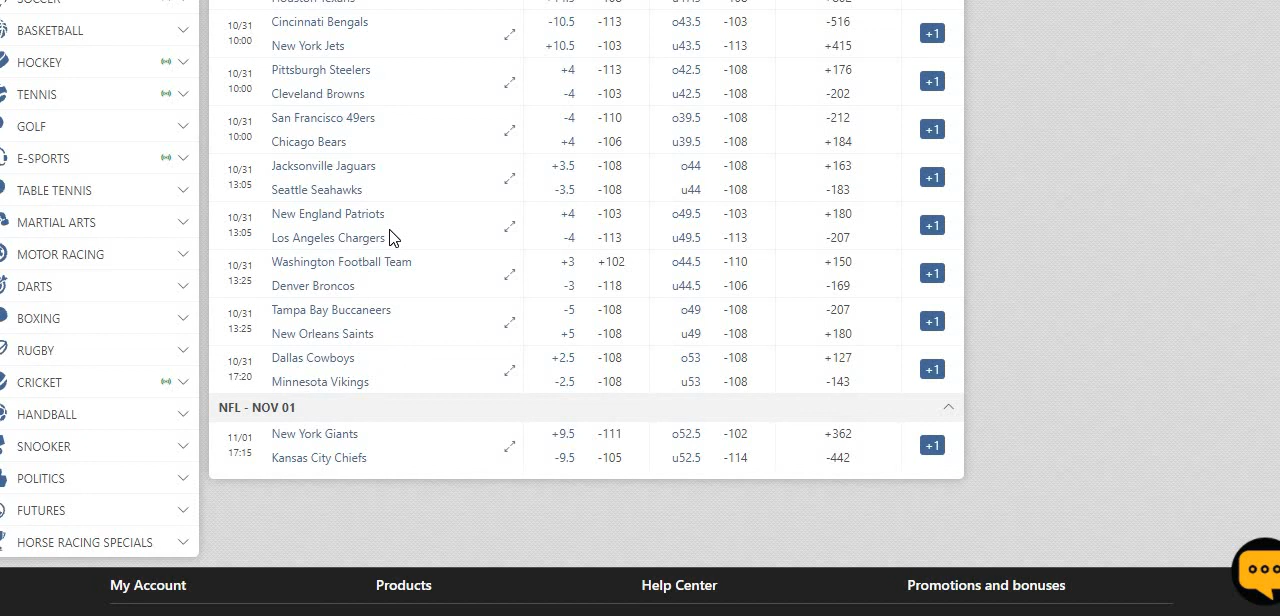 BASKETBALL
HOCKEY
TENNIS
GOLF
E-SPORTS
TABLE TENNIS
MARTIAL ARTS
MOTOR RACING
DARTS
BOXING
RUGBY
CRICKET
HANDBALL
SNOOKER
POLITICS
FUTURES
HORSE RACING SPECIALS
10/31 10:00
Cincinnati Bengals -10.5 -113 o43.5 -103 -516
New York Jets +10.5 -103 u43.5 -113 +415
+1
10/31 10:00
Pittsburgh Steelers +4 -113 o42.5 -108 +176
Cleveland Browns -4 -103 u42.5 -108 -202
+1
10/31 10:00
San Francisco 49ers -4 -110 o39.5 -108 -212
Chicago Bears +4 -106 u39.5 -108 +184
+1
10/31 13:05
Jacksonville Jaguars +3.5 -108 o44 -108 +163
Seattle Seahawks -3.5 -108 u44 -108 -183
+1
10/31 13:05
New England Patriots +4 -103 o49.5 -103 +180
Los Angeles Chargers -4 -113 u49.5 -113 -207
+1
10/31 13:25
Washington Football Team +3 +102 o44.5 -110 +150
Denver Broncos -3 -118 u44.5 -106 -169
+1
10/31 13:25
Tampa Bay Buccaneers -5 -108 o49 -108 -207
New Orleans Saints +5 -108 u49 -108 +180
+1
10/31 17:20
Dallas Cowboys +2.5 -108 o53 -108 +127
Minnesota Vikings -2.5 -108 u53 -108 -143
+1
NFL - NOV 01
11/01 17:15
New York Giants +9.5 -111 o52.5 -102 +362
Kansas City Chiefs -9.5 -105 u52.5 -114 -442
+1
My Account Products Help Center Promotions and bonuses